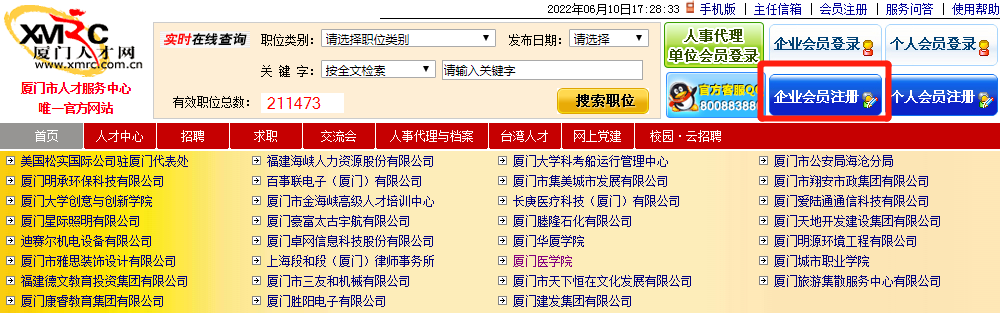 2022年06月10日17:28:33 手机版 | 主任信箱 | 会员注册 | 服务问答 | 使用帮助
XMRC
厦门人才网
www.xmrc.com.cn
厦门市人才服务中心
唯一官方网站
实时在线查询 职位类别: 请选择职位类别 发布日期: 请选择
关 键 字: 按全文检索 请输入关键字
有效职位总数: 211473 搜索职位
人事代理
单位会员登录
企业会员登录
个人会员登录
官方客服QQ
800883880
企业会员注册
个人会员注册
首页 人才中心 招聘 求职 交流会 人事代理与档案 台湾人才 网上党建 校园·云招聘
美国松实国际公司驻厦门代表处 福建海峡人力资源股份有限公司 厦门大学科考船运行管理中心 厦门市公安局海沧分局
厦门明承环保科技有限公司 百事联电子（厦门）有限公司 厦门市集美城市发展有限公司 厦门市翔安市政集团有限公司
厦门大学创意与创新学院 厦门市金海峡高级人才培训中心 长庚医疗科技（厦门）有限公司 厦门爱陆通通信科技有限公司
厦门星际照明有限公司 厦门豪富太古宇航有限公司 厦门滕隆石化有限公司 厦门天地开发建设集团有限公司
迪赛尔机电设备有限公司 厦门卓网信息科技股份有限公司 厦门华厦学院 厦门明源环境工程有限公司
厦门市雅思装饰设计有限公司 上海段和段（厦门）律师事务所 厦门医学院 厦门城市职业学院
福建德文教育投资集团有限公司 厦门市三友和机械有限公司 厦门市天下恒在文化发展有限公司 厦门旅游集散服务中心有限公司
厦门康睿教育集团有限公司 厦门胜阳电子有限公司 厦门建发集团有限公司